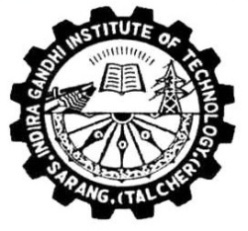 INDIRA GANDHI INSTITUTE OF TECHNOLOGY,
SARANG.(TALCHER)